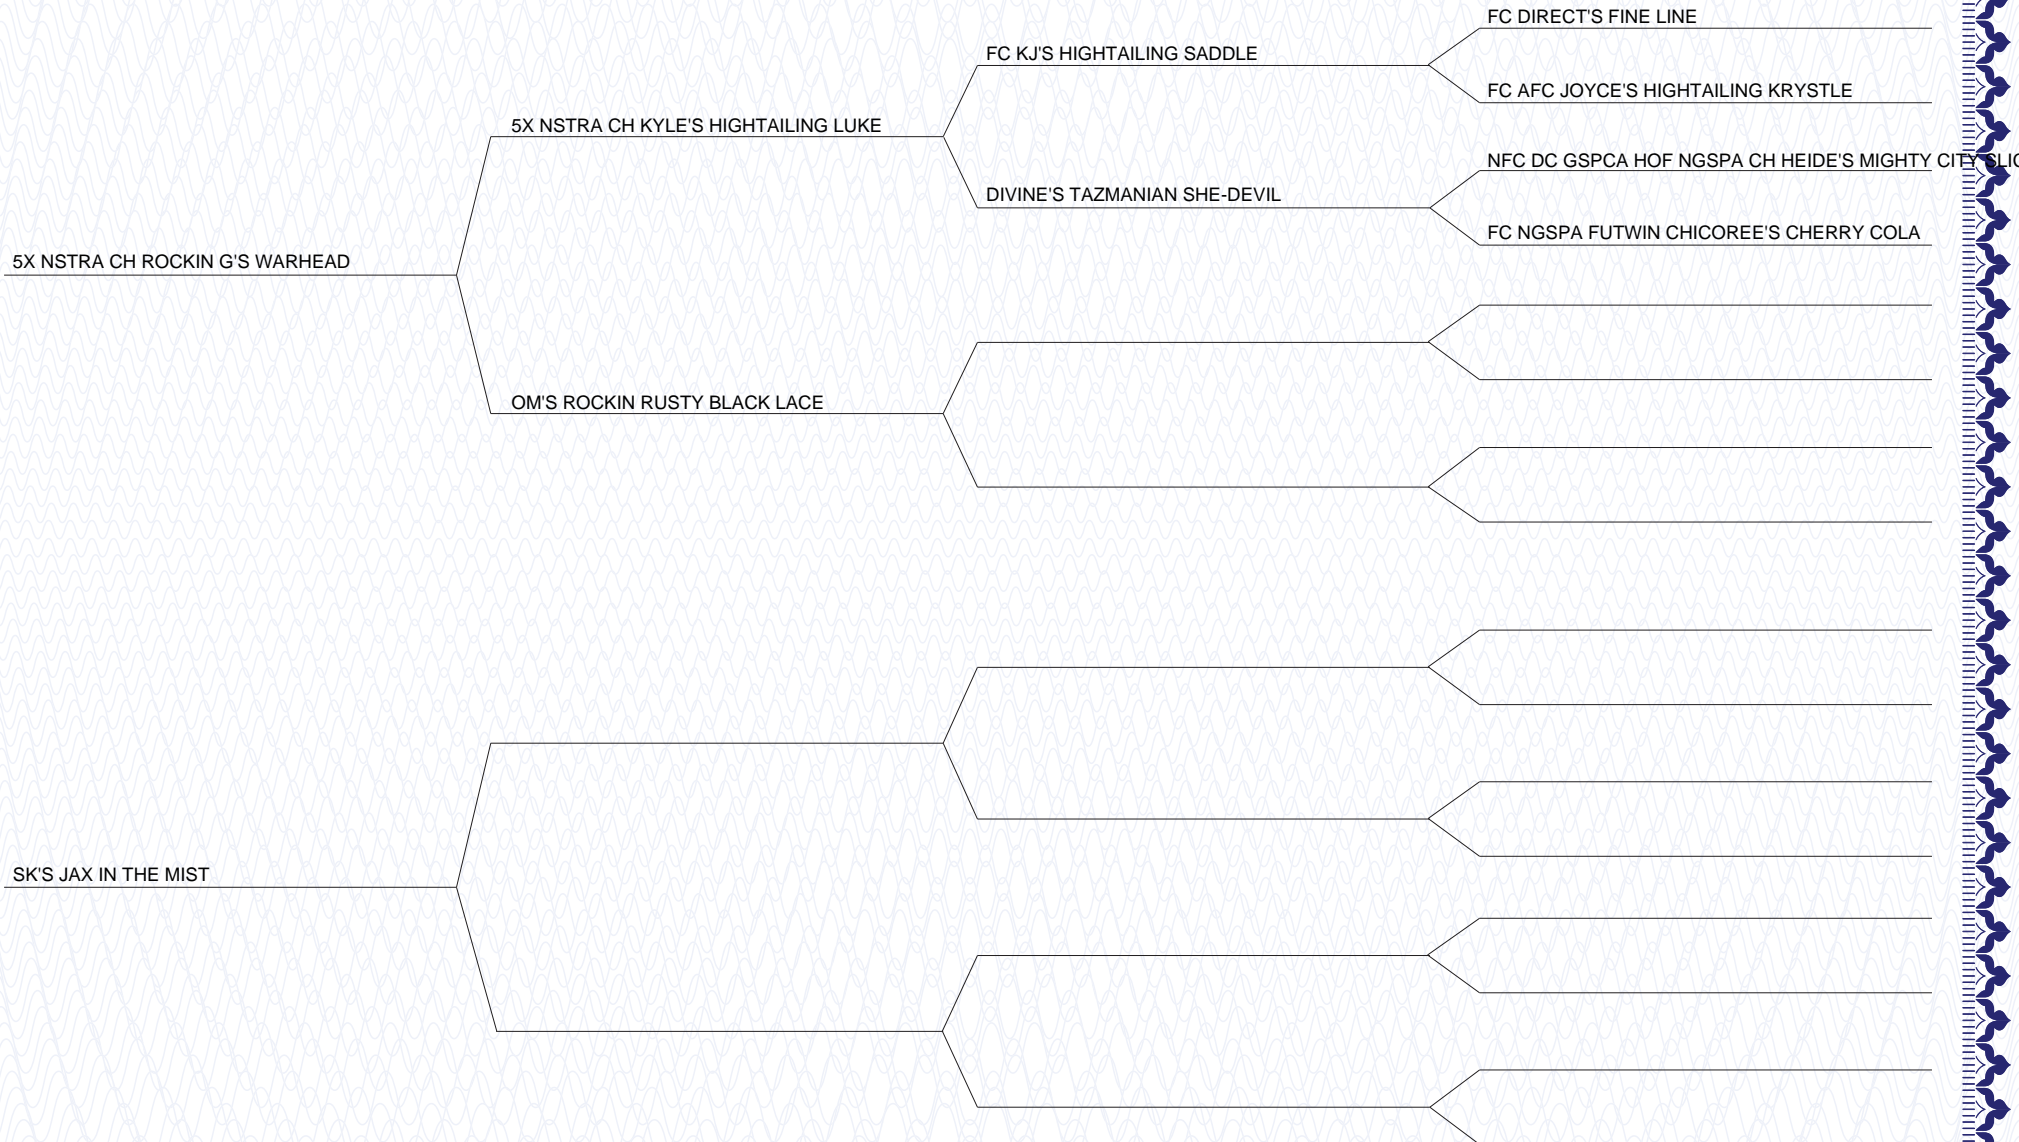 FC DIRECT'S FINE LINE
FC KJ'S HIGHTAILING SADDLE
FC AFC JOYCE'S HIGHTAILING KRYSTLE
5X NSTRA CH KYLE'S HIGHTAILING LUKE
NFC DC GSPCA HOF NGSPA CH HEIDE'S MIGHTY CITY
DIVINE'S TAZMANIAN SHE-DEVIL
FC NGSPA FUTWIN CHICOREE'S CHERRY COLA
5X NSTRA CH ROCKIN G'S WARHEAD
OM'S ROCKIN RUSTY BLACK LACE
SK'S JAX IN THE MIST